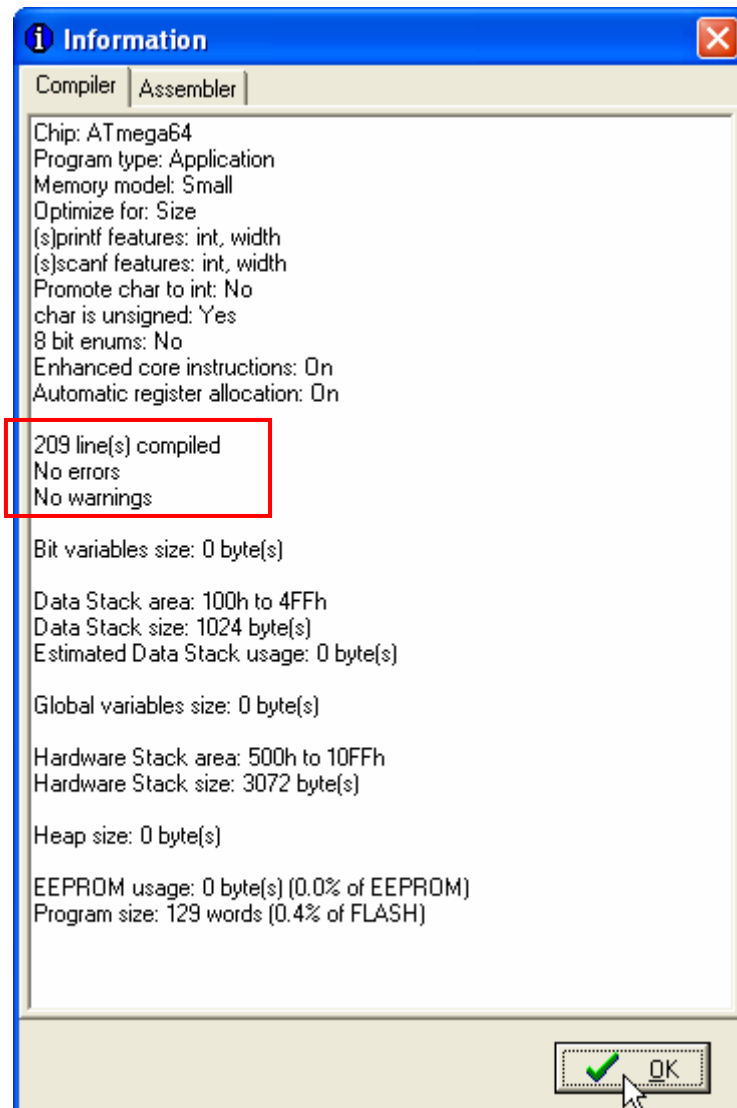 Information
Compiler
Assembler
Chip: ATmega64
Program type: Application
Memory model: Small
Optimize for: Size
(s)printf features: int, width
(s)scanf features: int, width
Promote char to int: No
char is unsigned: Yes
8 bit enums: No
Enhanced core instructions: On
Automatic register allocation: On
209 line(s) compiled
No errors
No warnings
Bit variables size: 0 byte(s)
Data Stack area: 100h to 4FFh
Data Stack size: 1024 byte(s)
Estimated Data Stack usage: 0 byte(s)
Global variables size: 0 byte(s)
Hardware Stack area: 500h to 10FFh
Hardware Stack size: 3072 byte(s)
Heap size: 0 byte(s)
EEPROM usage: 0 byte(s) (0.0% of EEPROM)
Program size: 129 words (0.4% of FLASH)
OK